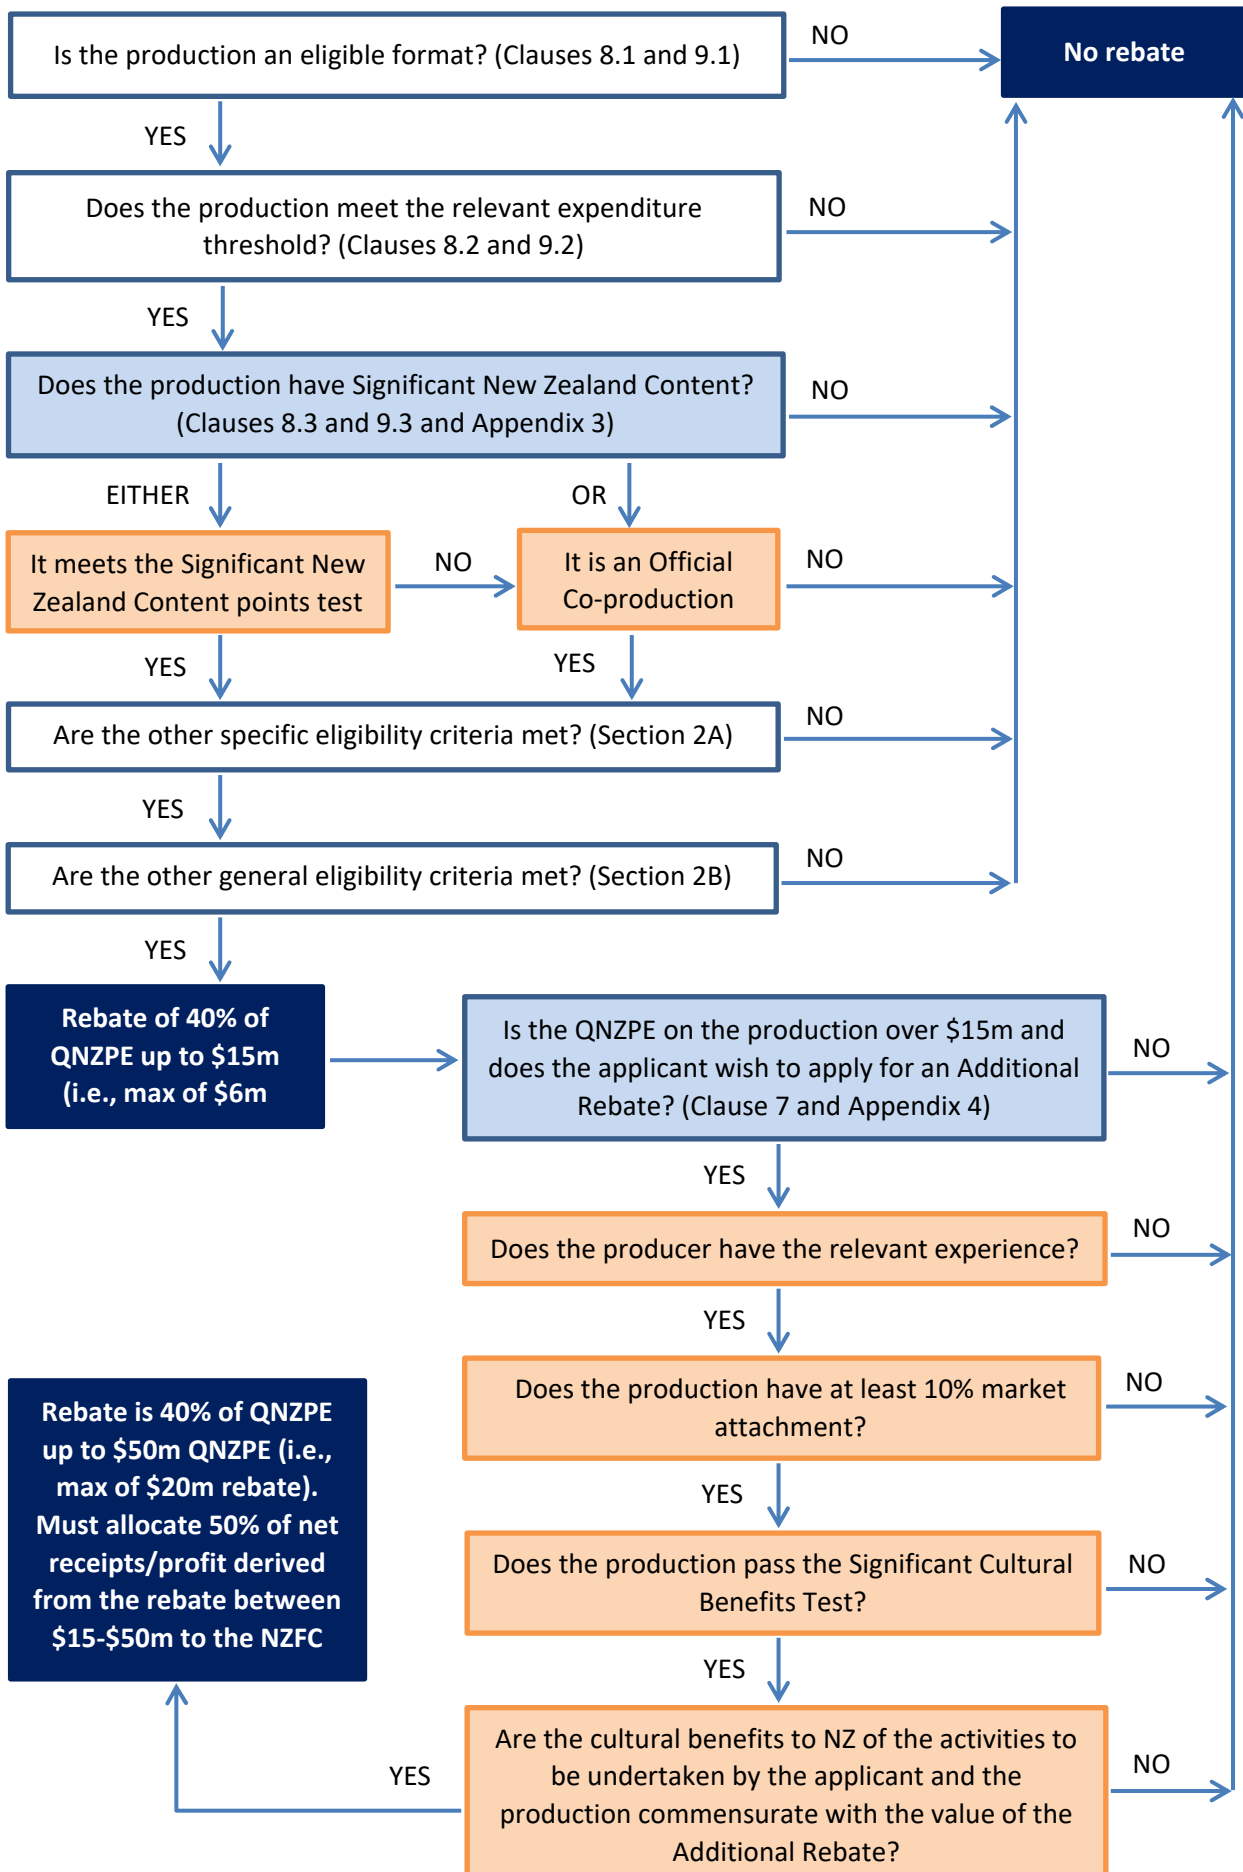 Is the production an eligible format? (Clauses 8.1 and 9.1)
NO
No rebate
YES
Does the production meet the relevant expenditure
threshold? (Clauses 8.2 and 9.2)
NO
YES
Does the production have Significant New Zealand Content?
(Clauses 8.3 and 9.3 and Appendix 3)
NO
EITHER
OR
It meets the Significant New
Zealand Content points test
NO
It is an Official
Co-production
NO
YES
YES
Are the other specific eligibility criteria met? (Section 2A)
NO
YES
Are the other general eligibility criteria met? (Section 2B)
NO
YES
Rebate of 40% of
QNZPE up to $15m
(i.e., max of $6m
Is the QNZPE on the production over $15m and
does the applicant wish to apply for an Additional
Rebate? (Clause 7 and Appendix 4)
NO
YES
Does the producer have the relevant experience?
NO
YES
Does the production have at least 10% market
attachment?
NO
YES
Does the production pass the Significant Cultural
Benefits Test?
NO
YES
Are the cultural benefits to NZ of the activities to
be undertaken by the applicant and the
production commensurate with the value of the
Additional Rebate?
NO
YES
Rebate is 40% of QNZPE
up to $50m QNZPE (i.e.,
max of $20m rebate).
Must allocate 50% of net
receipts/profit derived
from the rebate between
$15-$50m to the NZFC